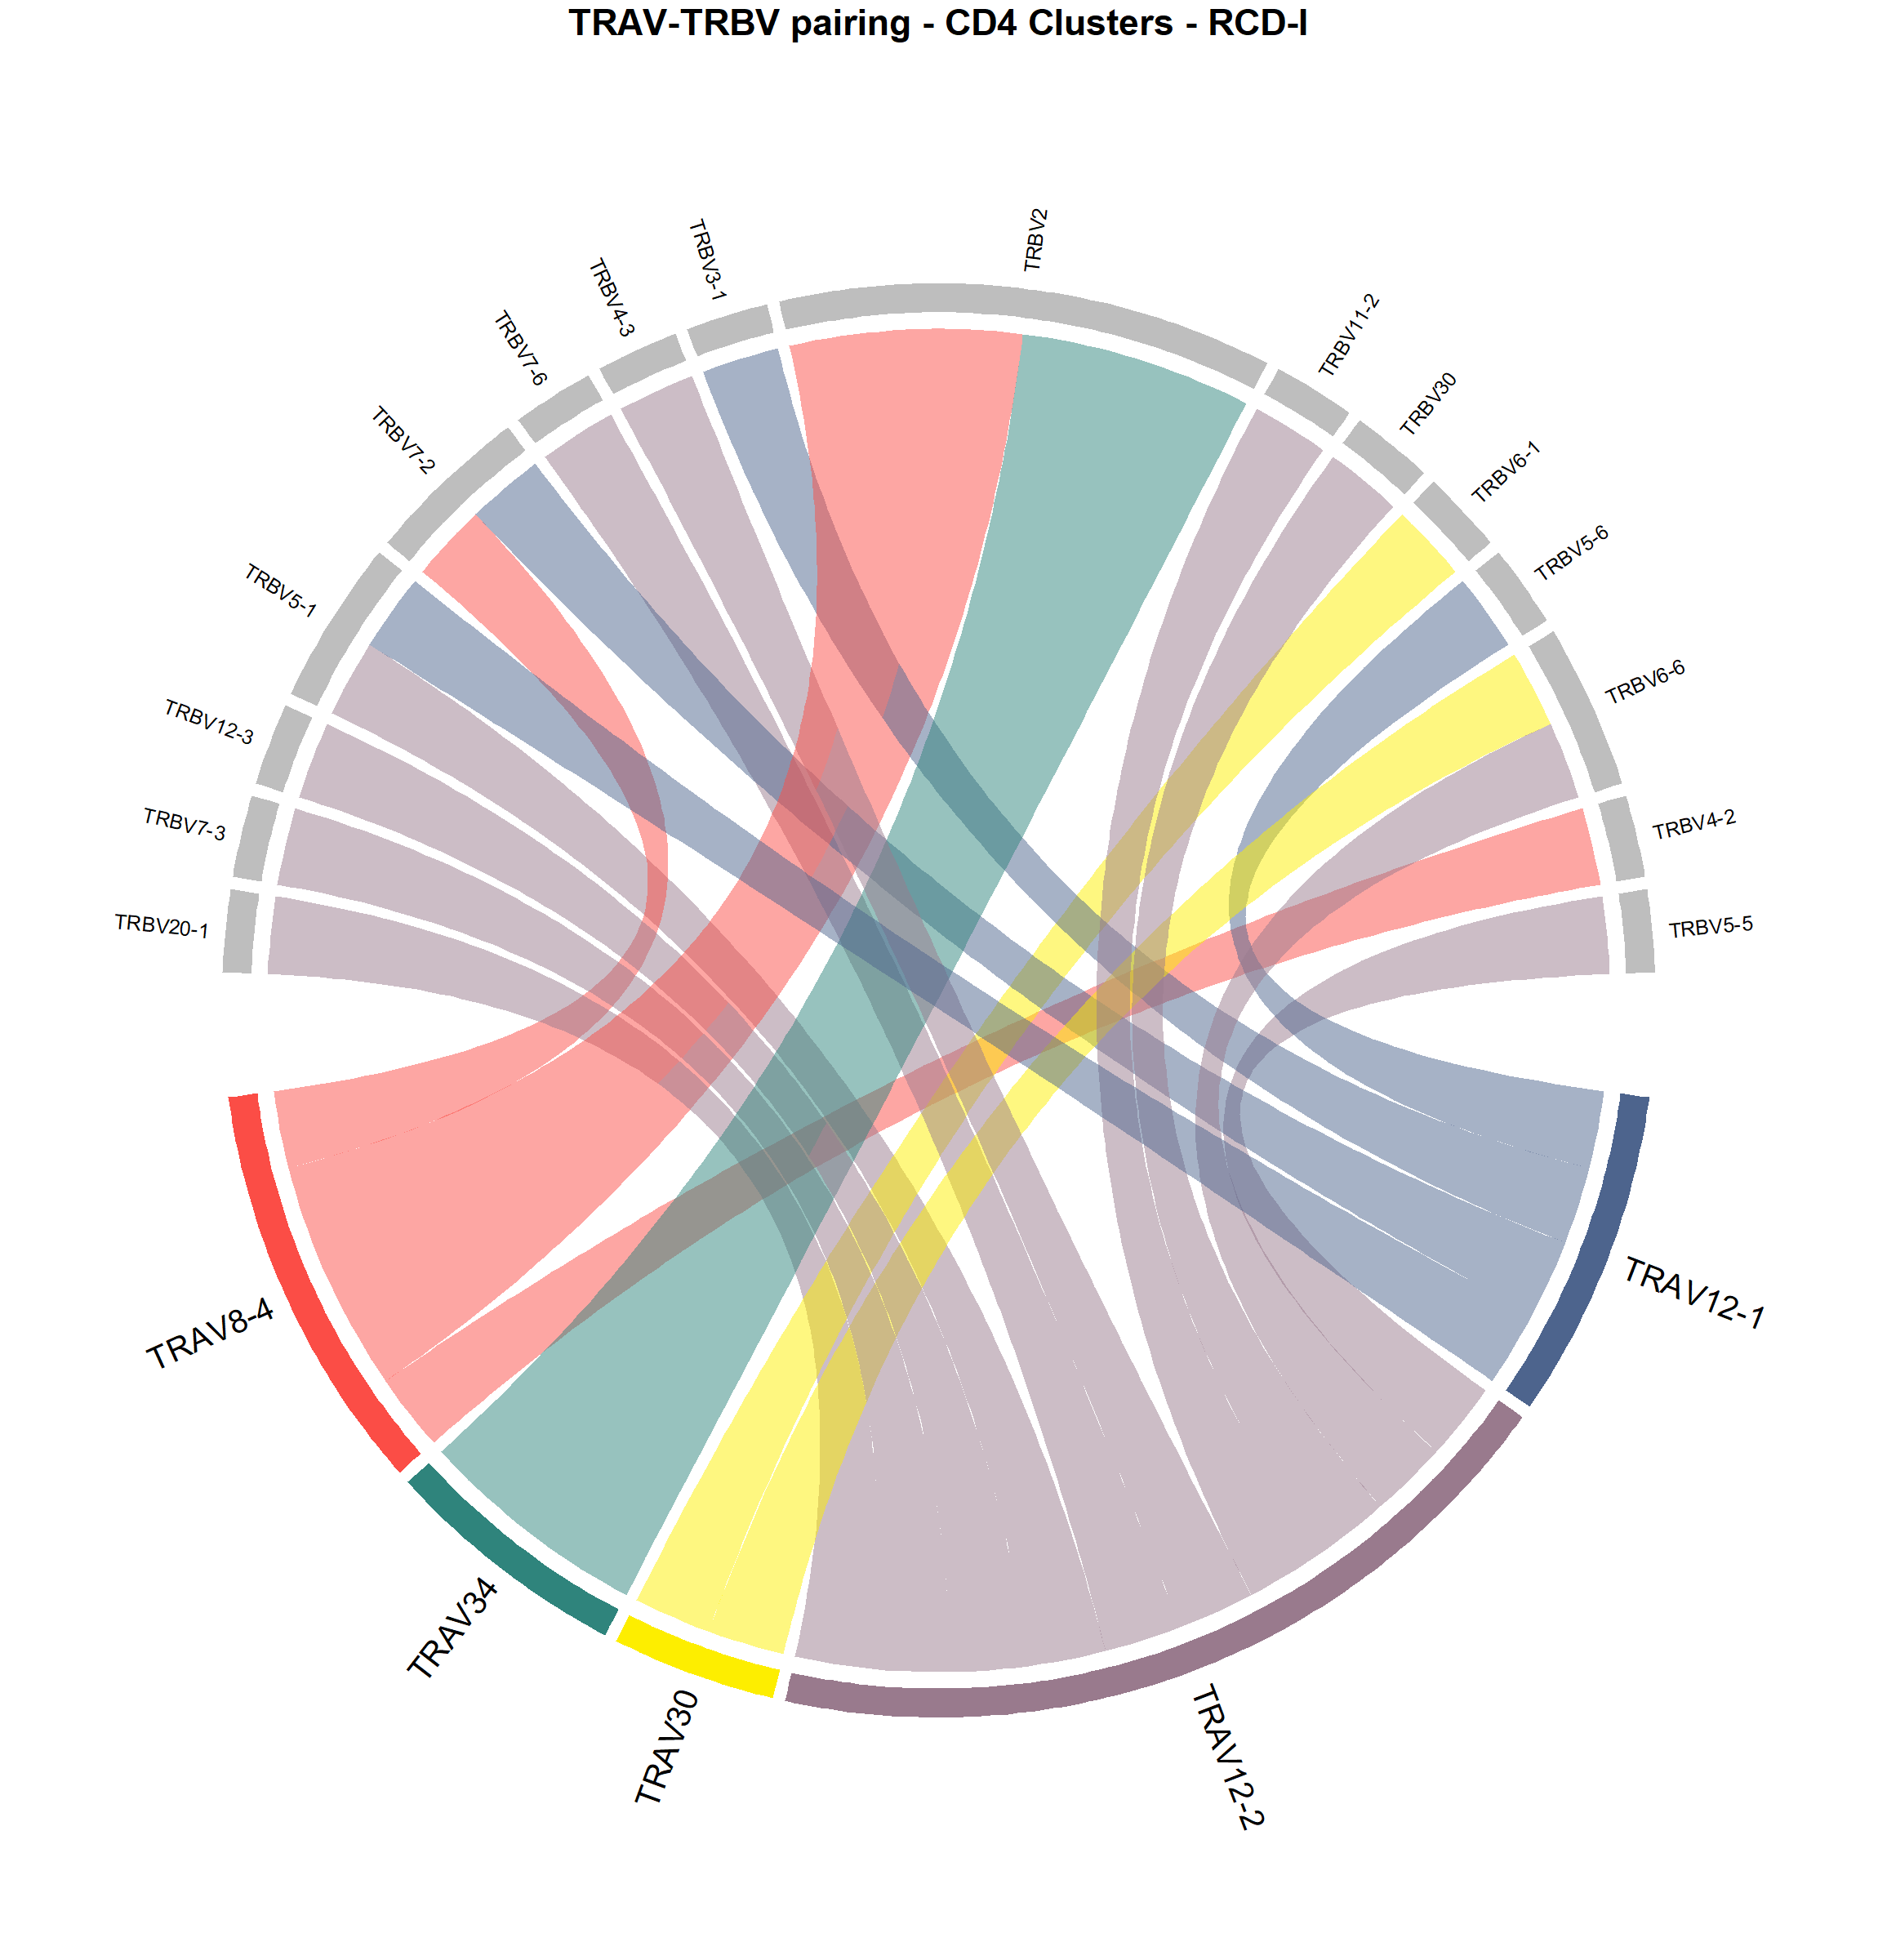 TRAV-TRBV pairing - CD4 Clusters - RCD-I
TRBV20-1
TRBV7-3
TRBV12-3
TRBV5-1
TRBV7-2
TRBV7-6
TRBV4-3
TRBV3-1
TRBV2
TRBV11-2
TRBV30
TRBV6-1
TRBV5-6
TRBV6-6
TRBV4-2
TRBV5-5
TRAV12-1
TRAV12-2
TRAV30
TRAV34
TRAV8-4